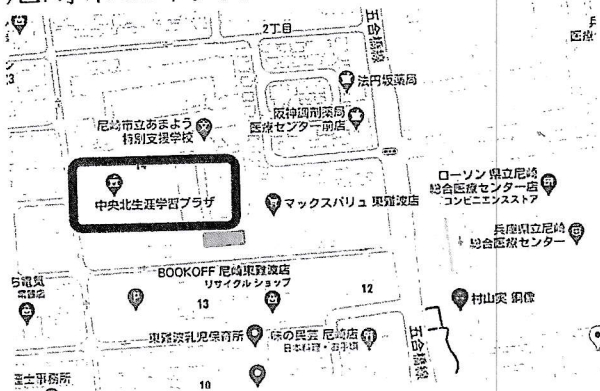 2丁目
五合橋線
法円坂薬局
阪神調剤薬局
医療センター前店
尼崎市立あまよう
特別支援学校
14
中央北生涯学習プラザ
マックスバリュ 東難波店
ローソン 県立尼崎
総合医療センター店
コンビニエンスストア
兵庫県立尼崎
総合医療センター
BOOKOFF 尼崎東難波店
リサイクル ショップ
12
13
村山実 銅像
東難波乳児保育所
味の民芸 尼崎店
五合橋線
10